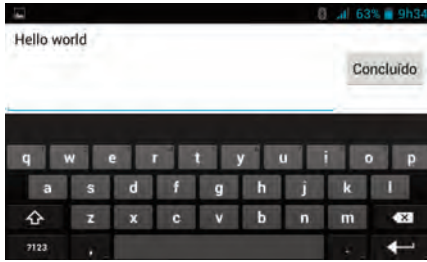 63% 9h34
Hello world
Concluído
q w e r t y u i o p
a s d f g h j k l
z x c v b n m
?123 , .